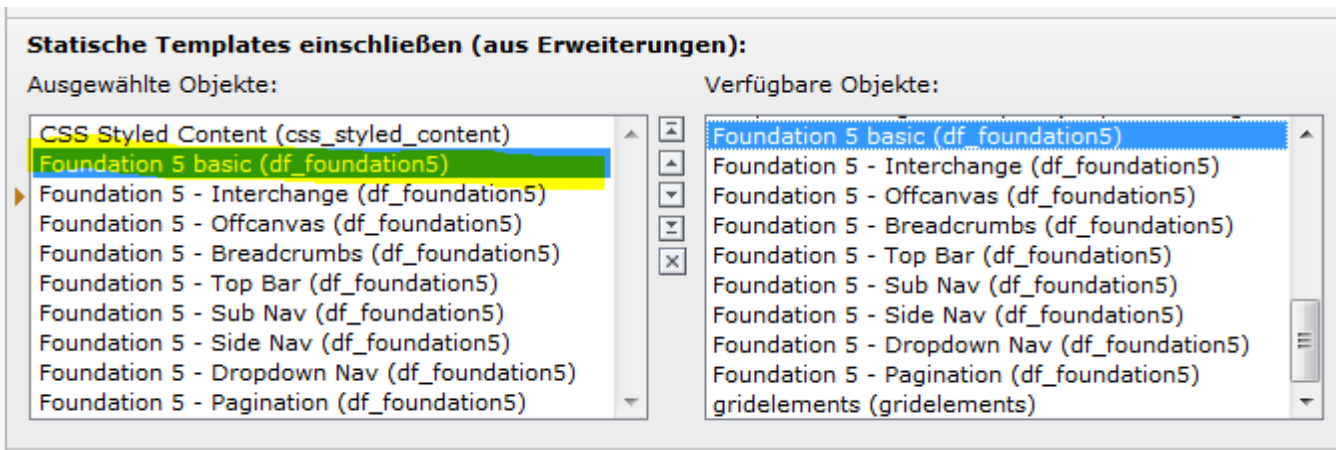 Statische Templates einschließen (aus Erweiterungen):
Ausgewählte Objekte:
CSS Styled Content (css_styled_content)
Foundation 5 basic (df_foundation5)
Foundation 5 - Interchange (df_foundation5)
Foundation 5 - Offcanvas (df_foundation5)
Foundation 5 - Breadcrumbs (df_foundation5)
Foundation 5 - Top Bar (df_foundation5)
Foundation 5 - Sub Nav (df_foundation5)
Foundation 5 - Side Nav (df_foundation5)
Foundation 5 - Dropdown Nav (df_foundation5)
Foundation 5 - Pagination (df_foundation5)
Verfügbare Objekte:
Foundation 5 basic (df_foundation5)
Foundation 5 - Interchange (df_foundation5)
Foundation 5 - Offcanvas (df_foundation5)
Foundation 5 - Breadcrumbs (df_foundation5)
Foundation 5 - Top Bar (df_foundation5)
Foundation 5 - Sub Nav (df_foundation5)
Foundation 5 - Side Nav (df_foundation5)
Foundation 5 - Dropdown Nav (df_foundation5)
Foundation 5 - Pagination (df_foundation5)
gridelements (gridelements)